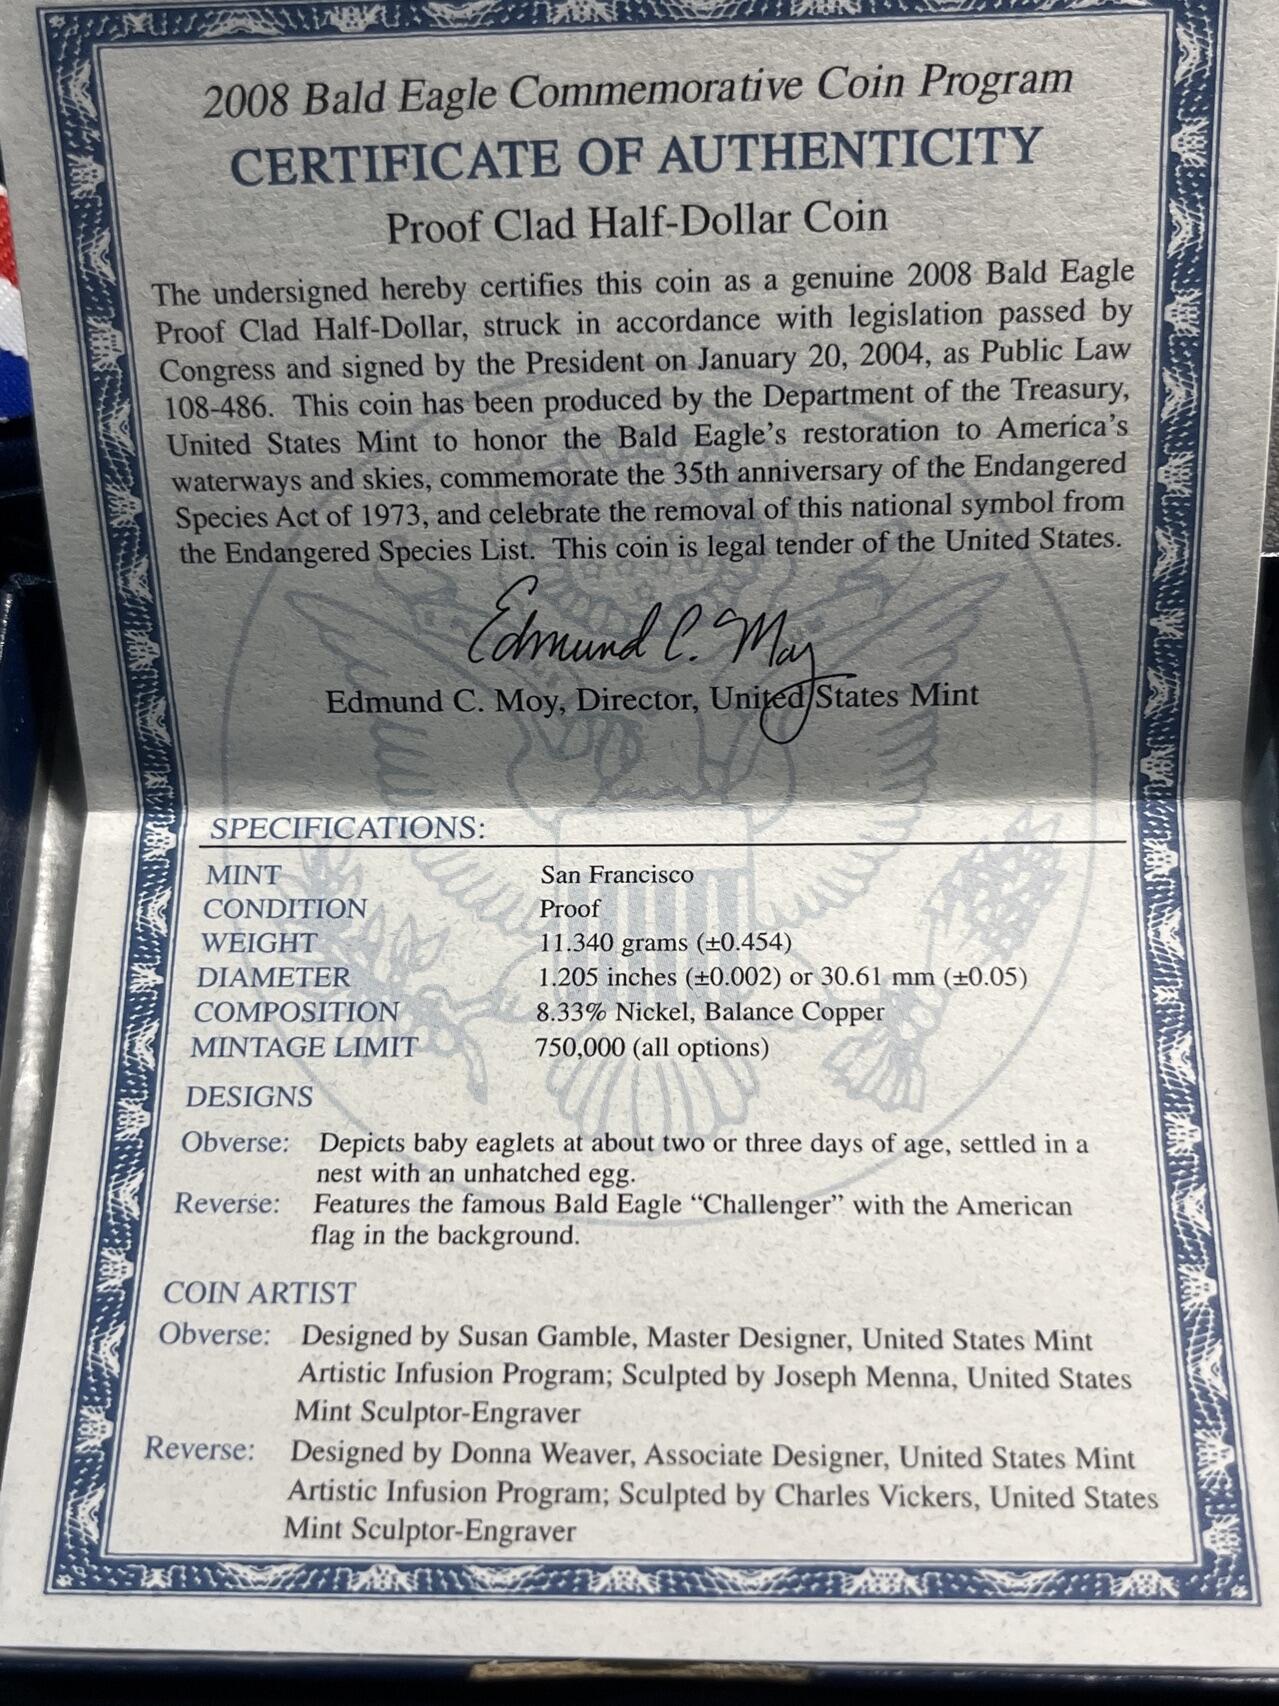 2008 Bald Eagle Commemorative Coin Program
CERTIFICATE OF AUTHENTICITY
Proof Clad Half-Dollar Coin
The undersigned hereby certifies this coin as a genuine 2008 Bald Eagle
Proof Clad Half-Dollar, struck in accordance with legislation passed by
Congress and signed by the President on January 20, 2004, as Public Law
108-486. This coin has been produced by the Department of the Treasury,
United States Mint to honor the Bald Eagle's restoration to America's
waterways and skies, commemorate the 35th anniversary of the Endangered
Species Act of 1973, and celebrate the removal of this national symbol from
the Endangered Species List. This coin is legal tender of the United States.
Edmund C. Moy
Edmund C. Moy, Director, United States Mint
SPECIFICATIONS:
MINT San Francisco
CONDITION Proof
WEIGHT 11.340 grams (±0.454)
DIAMETER 1.205 inches (±0.002) or 30.61 mm (±0.05)
COMPOSITION 8.33% Nickel, Balance Copper
MINTAGE LIMIT 750,000 (all options)
DESIGNS
Obverse: Depicts baby eaglets at about two or three days of age, settled in a
nest with an unhatched egg.
Reverse: Features the famous Bald Eagle “Challenger” with the American
flag in the background.
COIN ARTIST
Obverse: Designed by Susan Gamble, Master Designer, United States Mint
Artistic Infusion Program; Sculpted by Joseph Menna, United States
Mint Sculptor-Engraver
Reverse: Designed by Donna Weaver, Associate Designer, United States Mint
Artistic Infusion Program; Sculpted by Charles Vickers, United States
Mint Sculptor-Engraver